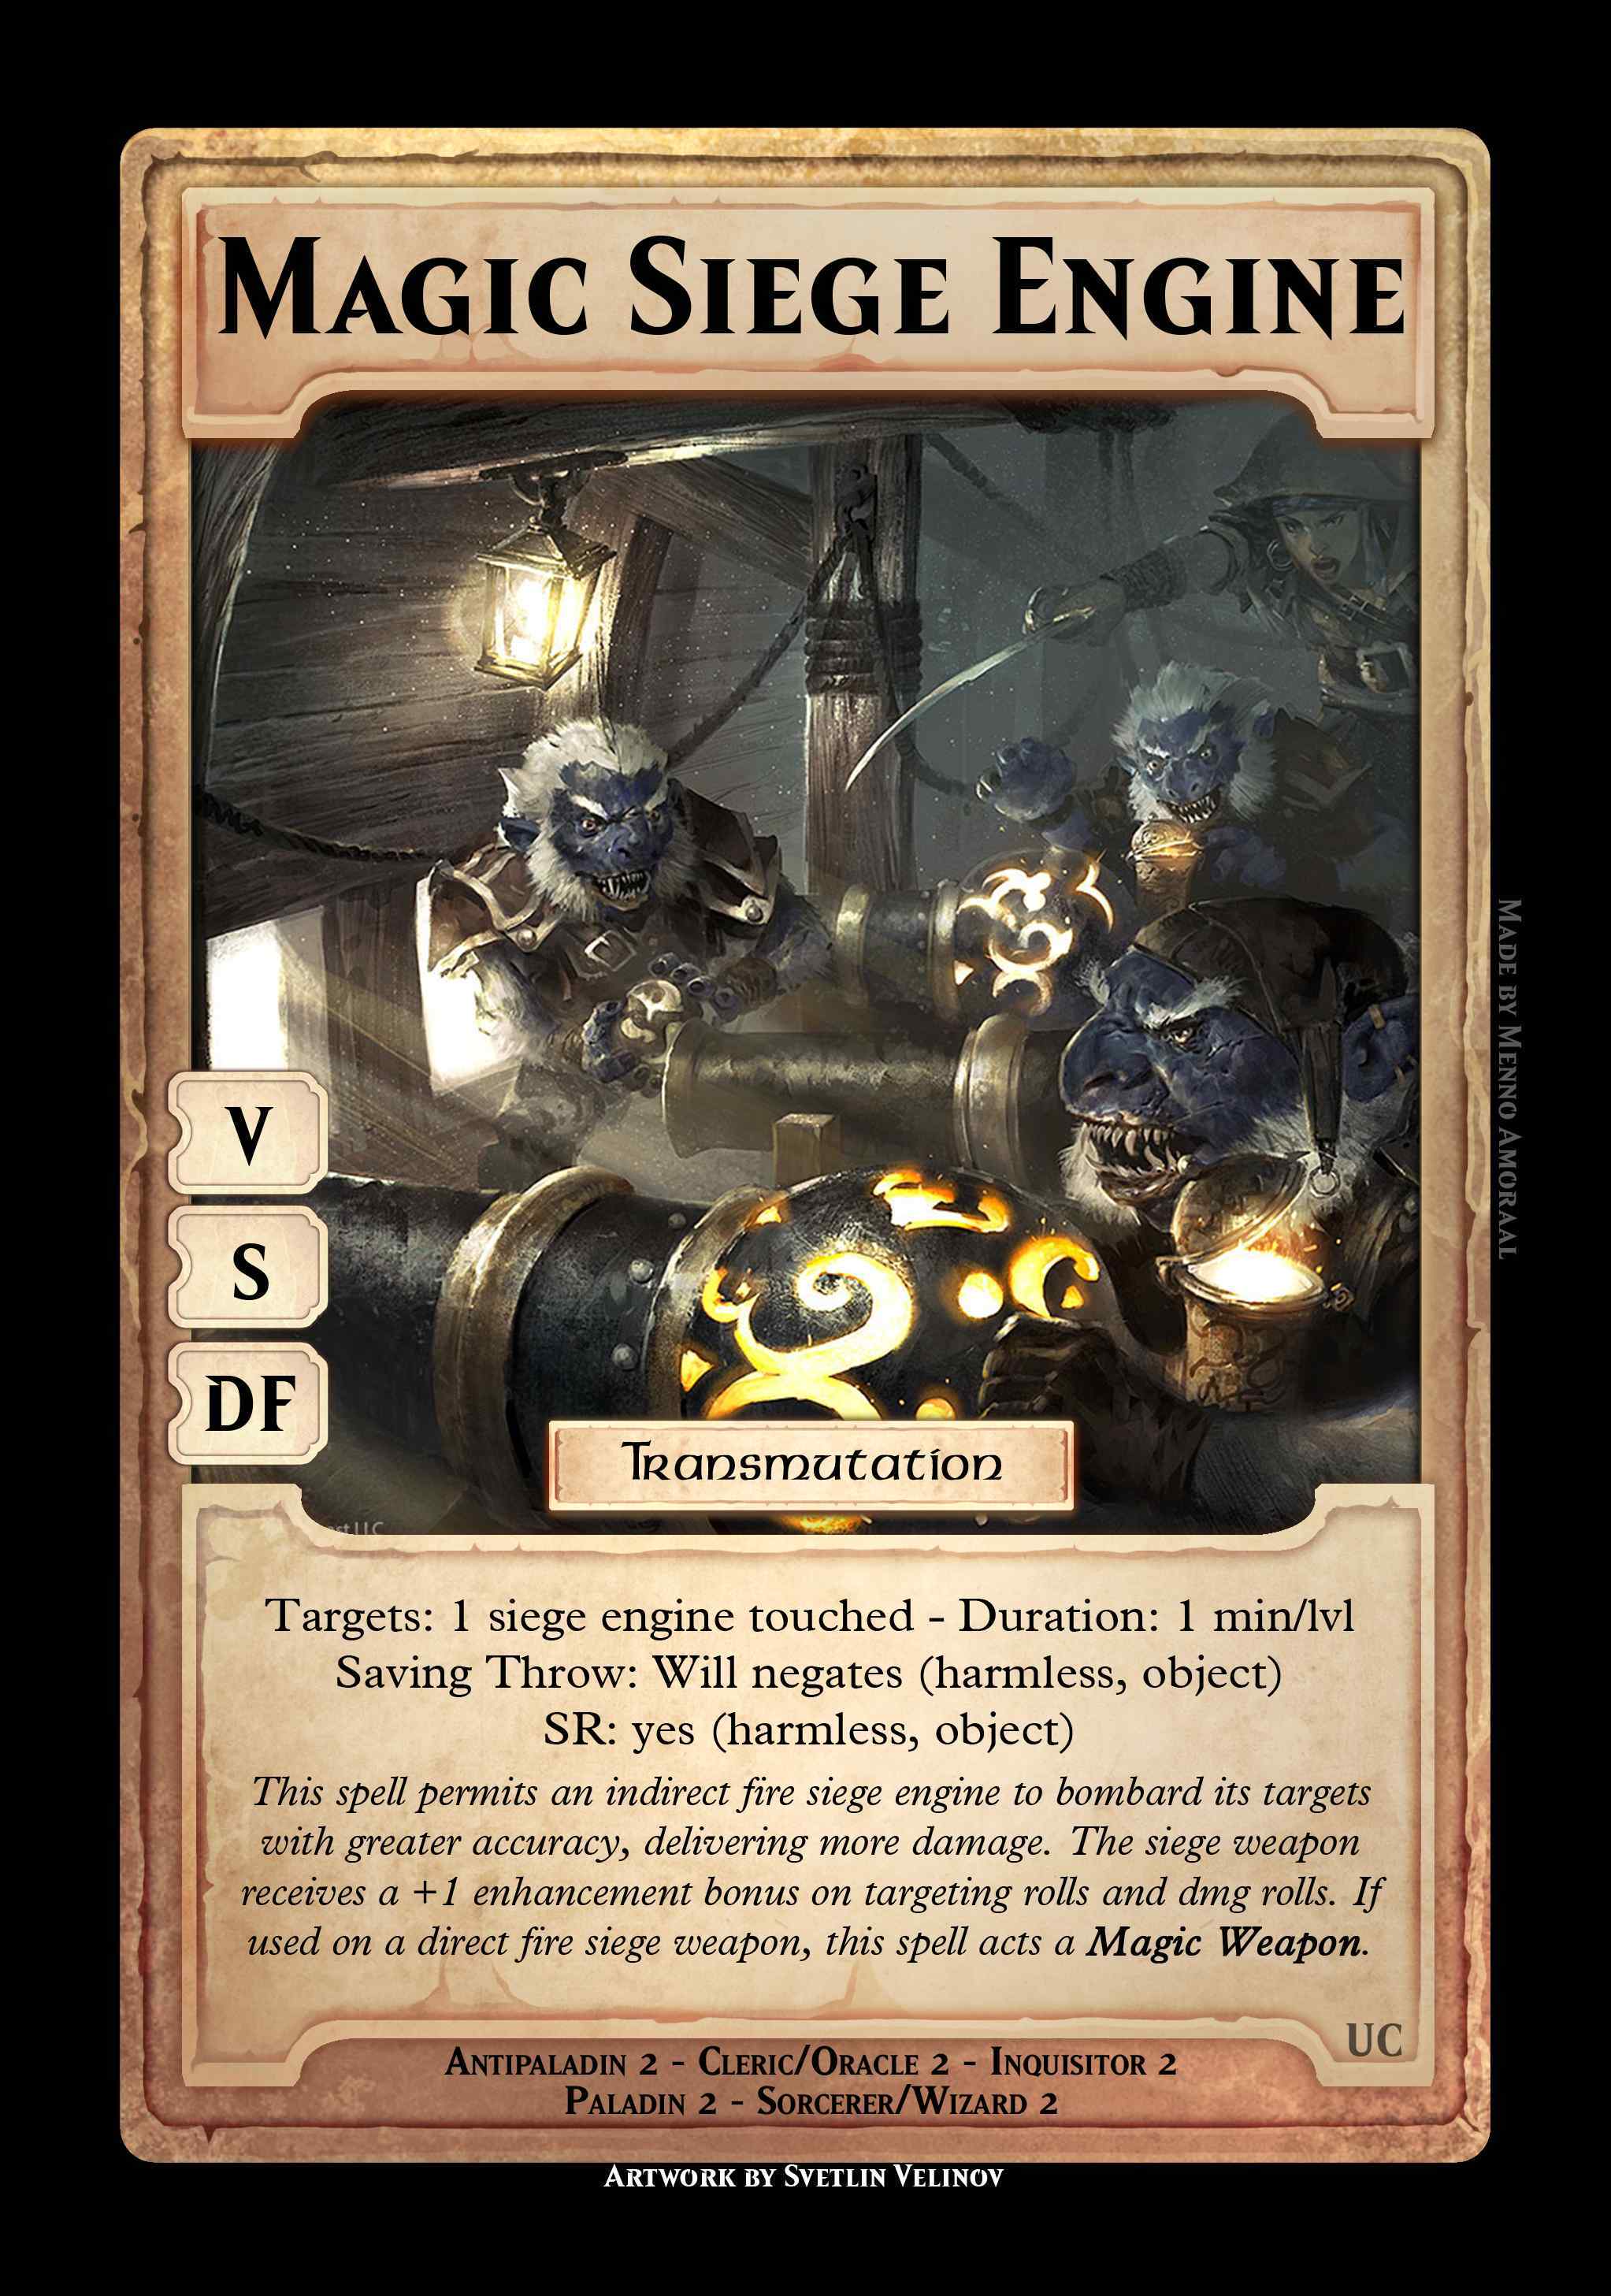 Magic Siege Engine
V
S
DF
Transmutation
st LLC
Targets: 1 siege engine touched - Duration: 1 min/lvl
Saving Throw: Will negates (harmless, object)
SR: yes (harmless, object)
This spell permits an indirect fire siege engine to bombard its targets
with greater accuracy, delivering more damage. The siege weapon
receives a +1 enhancement bonus on targeting rolls and dmg rolls. If
used on a direct fire siege weapon, this spell acts a Magic Weapon.
UC
Antipaladin 2 - Cleric/Oracle 2 - Inquisitor 2
Paladin 2 - Sorcerer/Wizard 2
Artwork by Svetlin Velinov
Made by Menno Amoraal